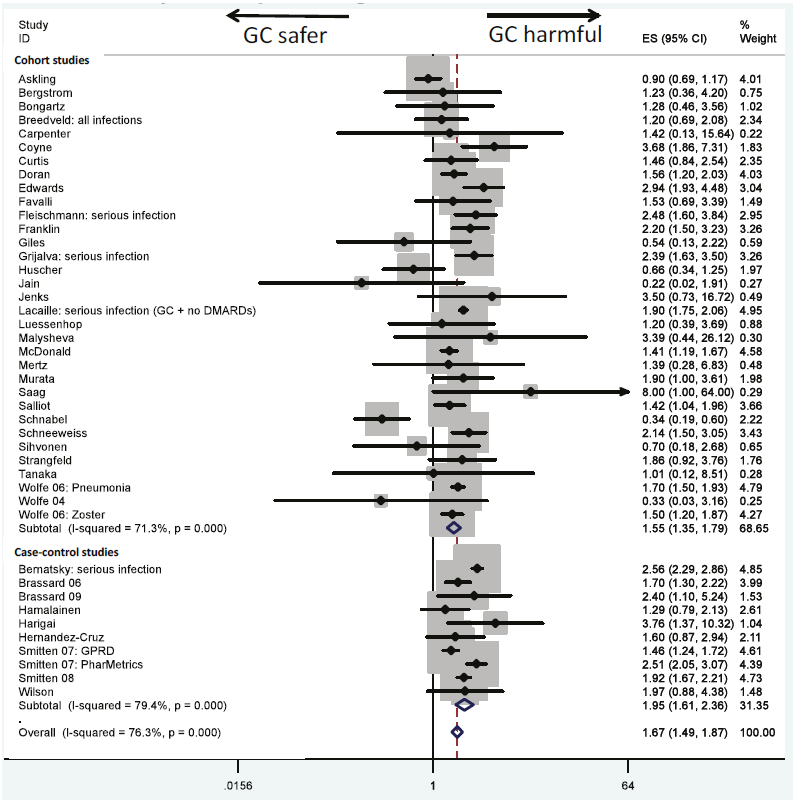 Study
ID
GC safer
GC harmful
ES (95% CI)
%
Weight
Cohort studies
Askling 0.90 (0.69, 1.17) 4.01
Bergstrom 1.23 (0.36, 4.20) 0.75
Bongartz 1.28 (0.46, 3.56) 1.02
Breedveld: all infections 1.20 (0.69, 2.08) 2.34
Carpenter 1.42 (0.13, 15.64) 0.22
Coyne 3.68 (1.86, 7.31) 1.83
Curtis 1.46 (0.84, 2.54) 2.35
Doran 1.56 (1.20, 2.03) 4.03
Edwards 2.94 (1.93, 4.48) 3.04
Favalli 1.53 (0.69, 3.39) 1.49
Fleischmann: serious infection 2.48 (1.60, 3.84) 2.95
Franklin 2.20 (1.50, 3.23) 3.26
Giles 0.54 (0.13, 2.22) 0.59
Grijalva: serious infection 2.39 (1.63, 3.50) 3.26
Huscher 0.66 (0.34, 1.25) 1.97
Jain 0.22 (0.02, 1.91) 0.27
Jenks 3.50 (0.73, 16.72) 0.49
Lacaille: serious infection (GC + no DMARDs) 1.90 (1.75, 2.06) 4.95
Luessenhop 1.20 (0.39, 3.69) 0.88
Malysheva 3.39 (0.44, 26.12) 0.30
McDonald 1.41 (1.19, 1.67) 4.58
Mertz 1.39 (0.28, 6.83) 0.48
Murata 1.90 (1.00, 3.61) 1.98
Saag 8.00 (1.00, 64.00) 0.29
Salliot 1.42 (1.04, 1.96) 3.66
Schnabel 0.34 (0.19, 0.60) 2.22
Schneeweiss 2.14 (1.50, 3.05) 3.43
Sihvonen 0.70 (0.18, 2.68) 0.65
Strangfeld 1.86 (0.92, 3.76) 1.76
Tanaka 1.01 (0.12, 8.51) 0.28
Wolfe 06: Pneumonia 1.70 (1.50, 1.93) 4.79
Wolfe 04 0.33 (0.03, 3.16) 0.25
Wolfe 06: Zoster 1.50 (1.20, 1.87) 4.27
Subtotal (I-squared = 71.3%, p = 0.000) 1.55 (1.35, 1.79) 68.65
Case-control studies
Bernatsky: serious infection 2.56 (2.29, 2.86) 4.85
Brassard 06 1.70 (1.30, 2.22) 3.99
Brassard 09 2.40 (1.10, 5.24) 1.53
Hamalainen 1.29 (0.79, 2.13) 2.61
Harigai 3.76 (1.37, 10.32) 1.04
Hernandez-Cruz 1.60 (0.87, 2.94) 2.11
Smitten 07: GPRD 1.46 (1.24, 1.72) 4.61
Smitten 07: PharMetrics 2.51 (2.05, 3.07) 4.39
Smitten 08 1.92 (1.67, 2.21) 4.73
Wilson 1.97 (0.88, 4.38) 1.48
Subtotal (I-squared = 79.4%, p = 0.000) 1.95 (1.61, 2.36) 31.35
.
Overall (I-squared = 76.3%, p = 0.000) 1.67 (1.49, 1.87) 100.00
.0156 1 64